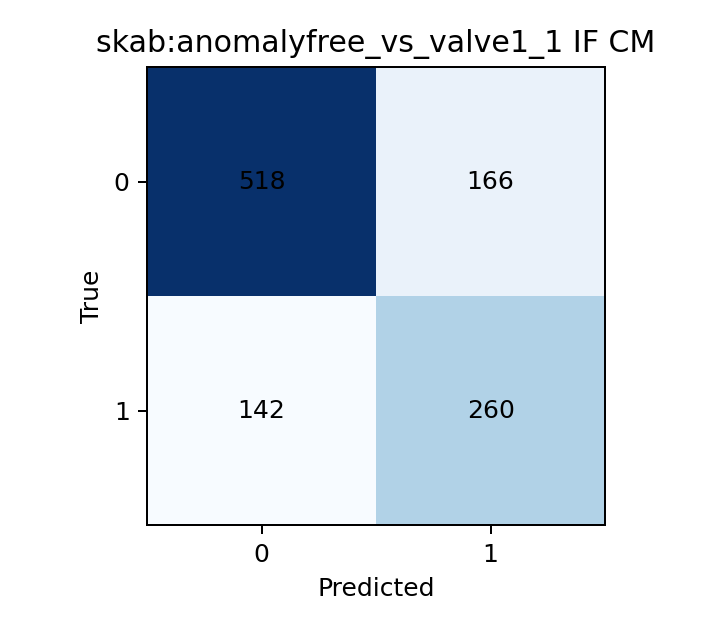 skab:anomalyfree_vs_valve1_1 IF CM
True
0
518
166
1
142
260
0
1
Predicted